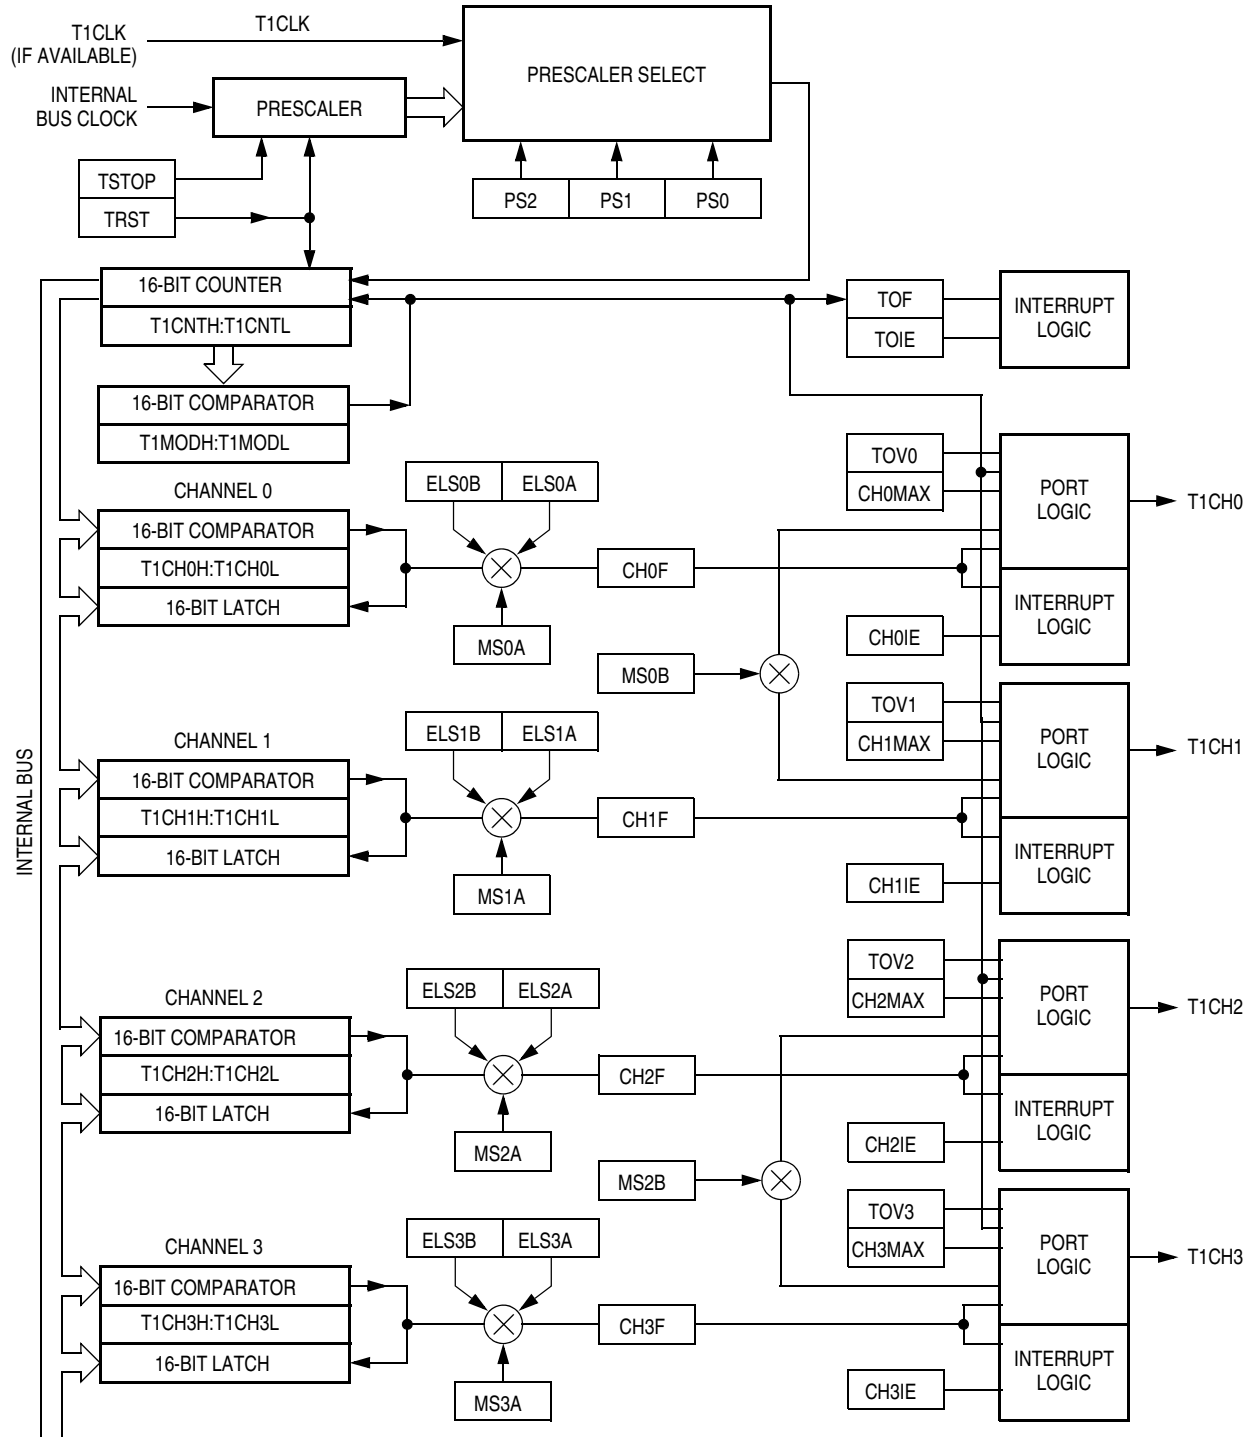 T1CLK
(IF AVAILABLE)
T1CLK
PRESCALER SELECT
INTERNAL
BUS CLOCK
PRESCALER
TSTOP
TRST
PS2
PS1
PS0
16-BIT COUNTER
T1CNTH:T1CNTL
TOF
TOIE
INTERRUPT
LOGIC
16-BIT COMPARATOR
T1MODH:T1MODL
INTERNAL BUS
CHANNEL 0
16-BIT COMPARATOR
T1CH0H:T1CH0L
16-BIT LATCH
ELS0B
ELS0A
MS0A
CH0F
MS0B
TOV0
CH0MAX
CH0IE
PORT
LOGIC
INTERRUPT
LOGIC
T1CH0
CHANNEL 1
16-BIT COMPARATOR
T1CH1H:T1CH1L
16-BIT LATCH
ELS1B
ELS1A
MS1A
CH1F
TOV1
CH1MAX
CH1IE
PORT
LOGIC
INTERRUPT
LOGIC
T1CH1
CHANNEL 2
16-BIT COMPARATOR
T1CH2H:T1CH2L
16-BIT LATCH
ELS2B
ELS2A
MS2A
CH2F
MS2B
TOV2
CH2MAX
CH2IE
PORT
LOGIC
INTERRUPT
LOGIC
T1CH2
CHANNEL 3
16-BIT COMPARATOR
T1CH3H:T1CH3L
16-BIT LATCH
ELS3B
ELS3A
MS3A
CH3F
TOV3
CH3MAX
CH3IE
PORT
LOGIC
INTERRUPT
LOGIC
T1CH3